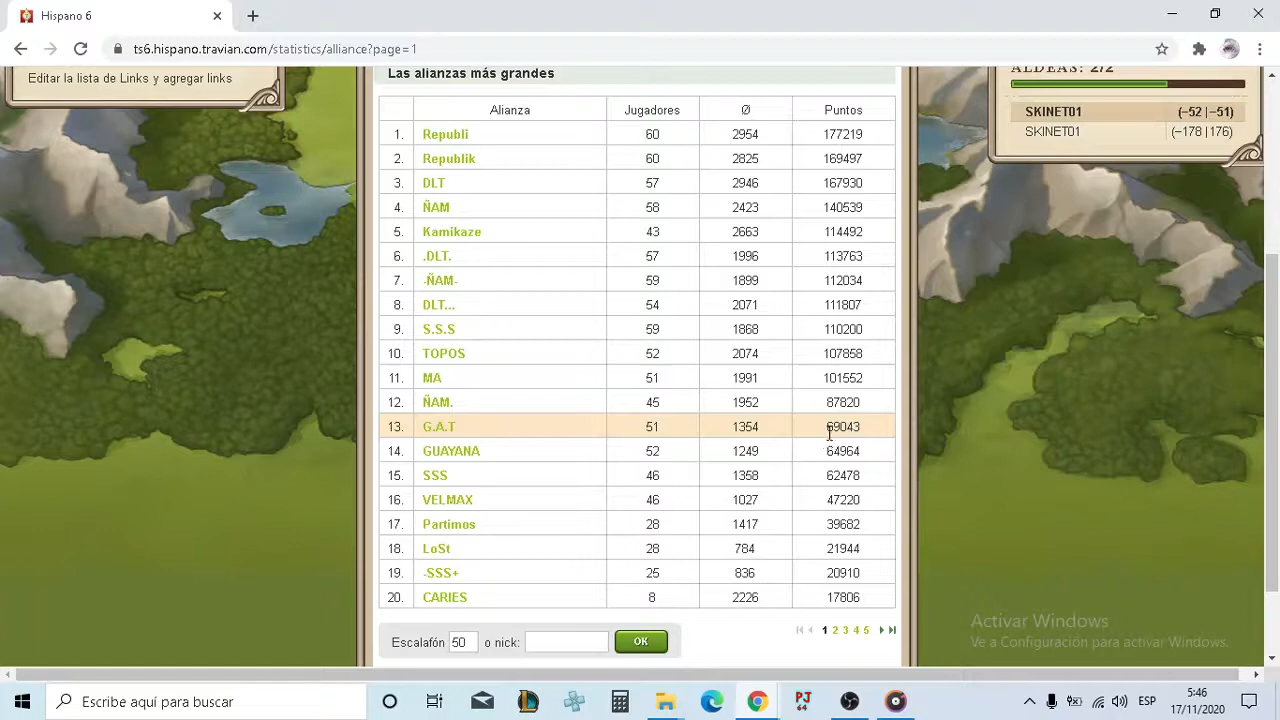 Hispano 6
ts6.hispano.travian.com/statistics/alliance?page=1
Editar la lista de Links y agregar links
Las alianzas más grandes
ALDEAS: 2/2
SKINET01 (−52 | −51)
SKINET01 (−178 | 176)
Alianza Jugadores Ø Puntos
1. Republi 60 2954 177219
2. Republik 60 2825 169497
3. DLT 57 2946 167930
4. ÑAM 58 2423 140539
5. Kamikaze 43 2663 114492
6. .DLT. 57 1996 113763
7. -ÑAM- 59 1899 112034
8. DLT... 54 2071 111807
9. S.S.S 59 1868 110200
10. TOPOS 52 2074 107858
11. MA 51 1991 101552
12. ÑAM. 45 1952 87820
13. G.A.T 51 1354 69043
14. GUAYANA 52 1249 64964
15. SSS 46 1358 62478
16. VELMAX 46 1027 47220
17. Partimos 28 1417 39682
18. LoSt 28 784 21944
19. -SSS+ 25 836 20910
20. CARIES 8 2226 17806
1 2 3 4 5
Escalafón 50 o nick: OK
Activar Windows
Ve a Configuración para activar Windows.
Escribe aquí para buscar
PJT
64
ESP
5:46
17/11/2020